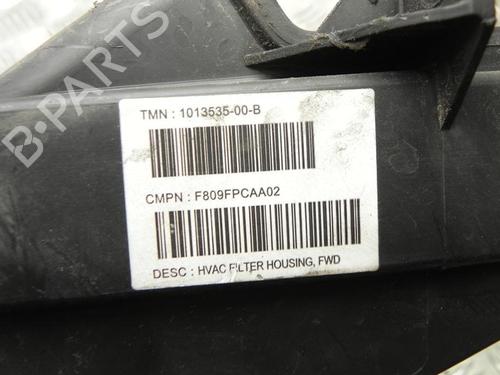 TMN : 1013535-00-B
CMPN : F809FPCAA02
DESC : HVAC FILTER HOUSING, FWD
B-PARTS